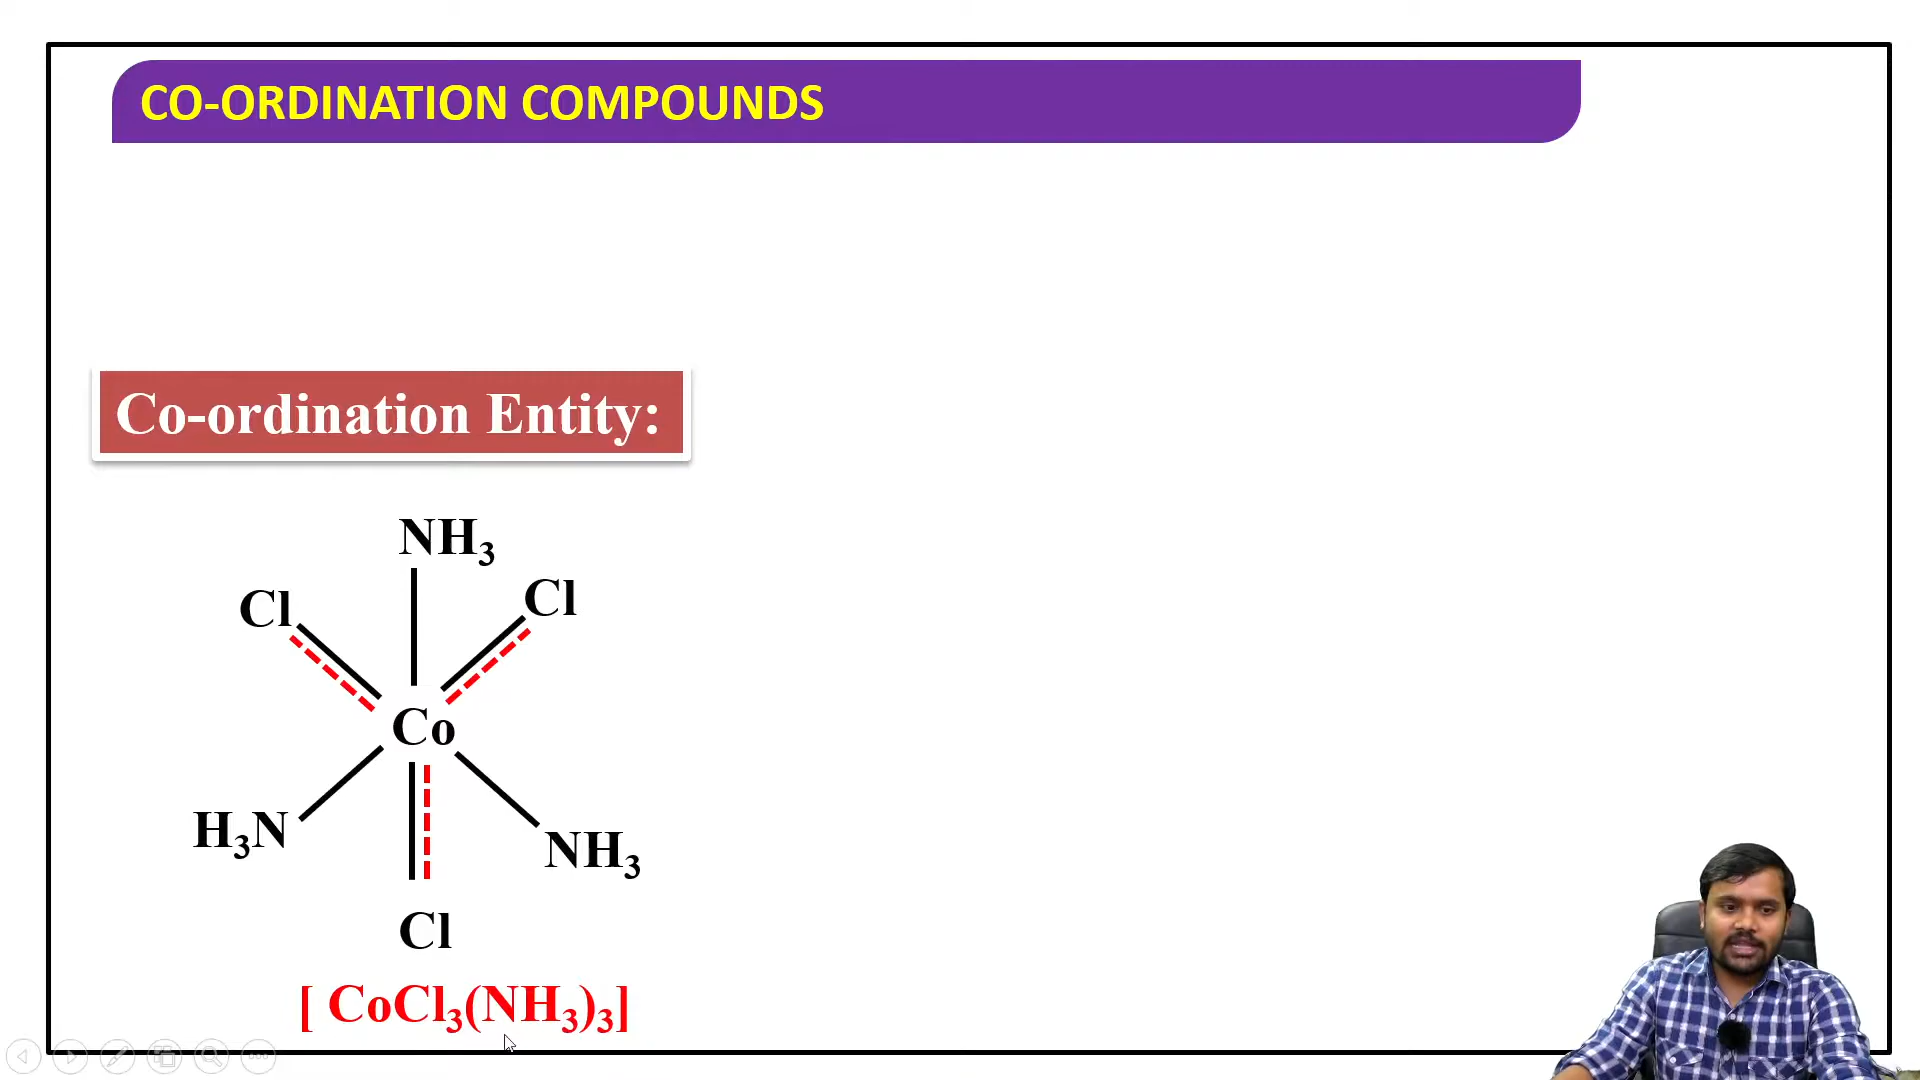 CO-ORDINATION COMPOUNDS
Co-ordination Entity:
NH₃
Cl
Cl
Co
H₃N
NH₃
Cl
[ CoCl₃(NH₃)₃]